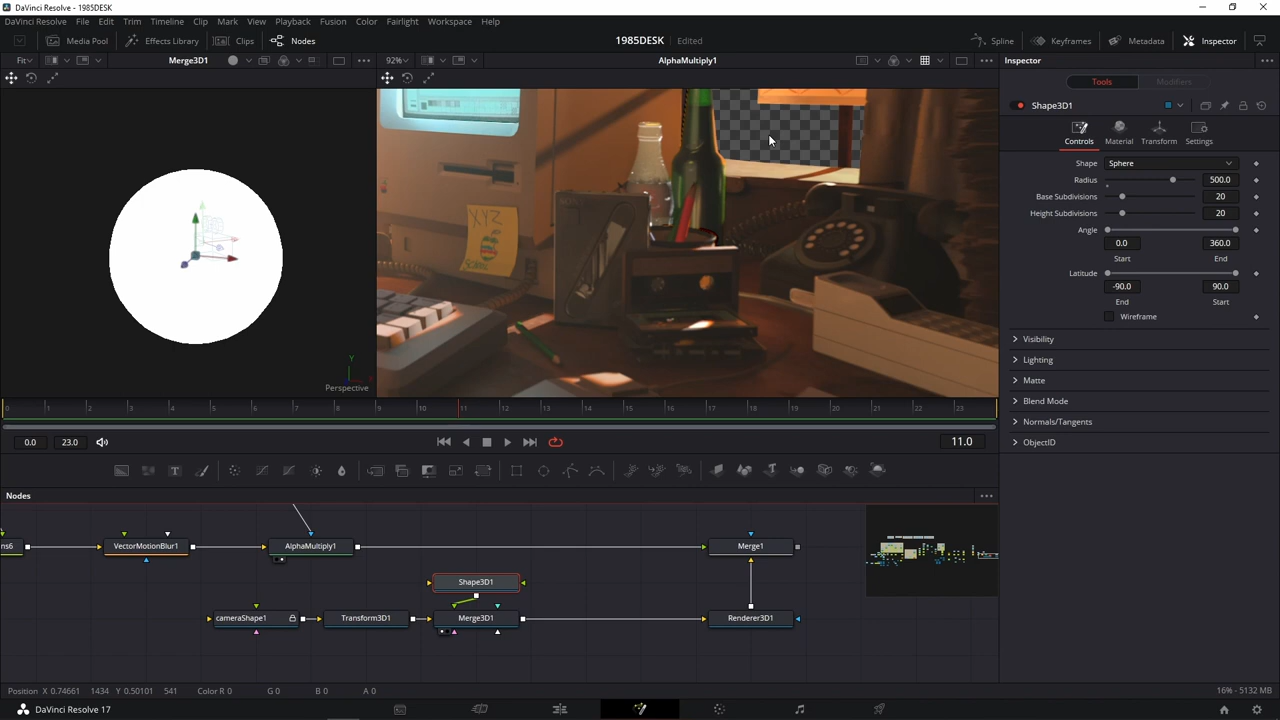 DaVinci Resolve - 1985DESK
DaVinci Resolve File Edit Trim Timeline Clip Mark View Playback Fusion Color Fairlight Workspace Help
Media Pool Effects Library Clips Nodes 1985DESK Edited Spline Keyframes Metadata Inspector
Fit Merge3D1 92% AlphaMultiply1 Inspector
Tools Modifiers
Shape3D1
Controls Material Transform Settings
Shape Sphere
Radius 500.0
Base Subdivisions 20
Height Subdivisions 20
Angle
0.0 360.0
Start End
Latitude
-90.0 90.0
End Start
Wireframe
Visibility
Lighting
Matte
Blend Mode
Normals/Tangents
ObjectID
XYZ
Y
Perspective
0 1 2 3 4 5 6 7 8 9 10 11 12 13 14 15 16 17 18 19 20 21 22 23
0.0 23.0 11.0
Nodes
ns6 VectorMotionBlur1 AlphaMultiply1 Merge1
Shape3D1
cameraShape1 Transform3D1 Merge3D1 Renderer3D1
Position X 0.74661 1434 Y 0.50101 541 Color R 0 G 0 B 0 A 0 16% - 5132 MB
DaVinci Resolve 17